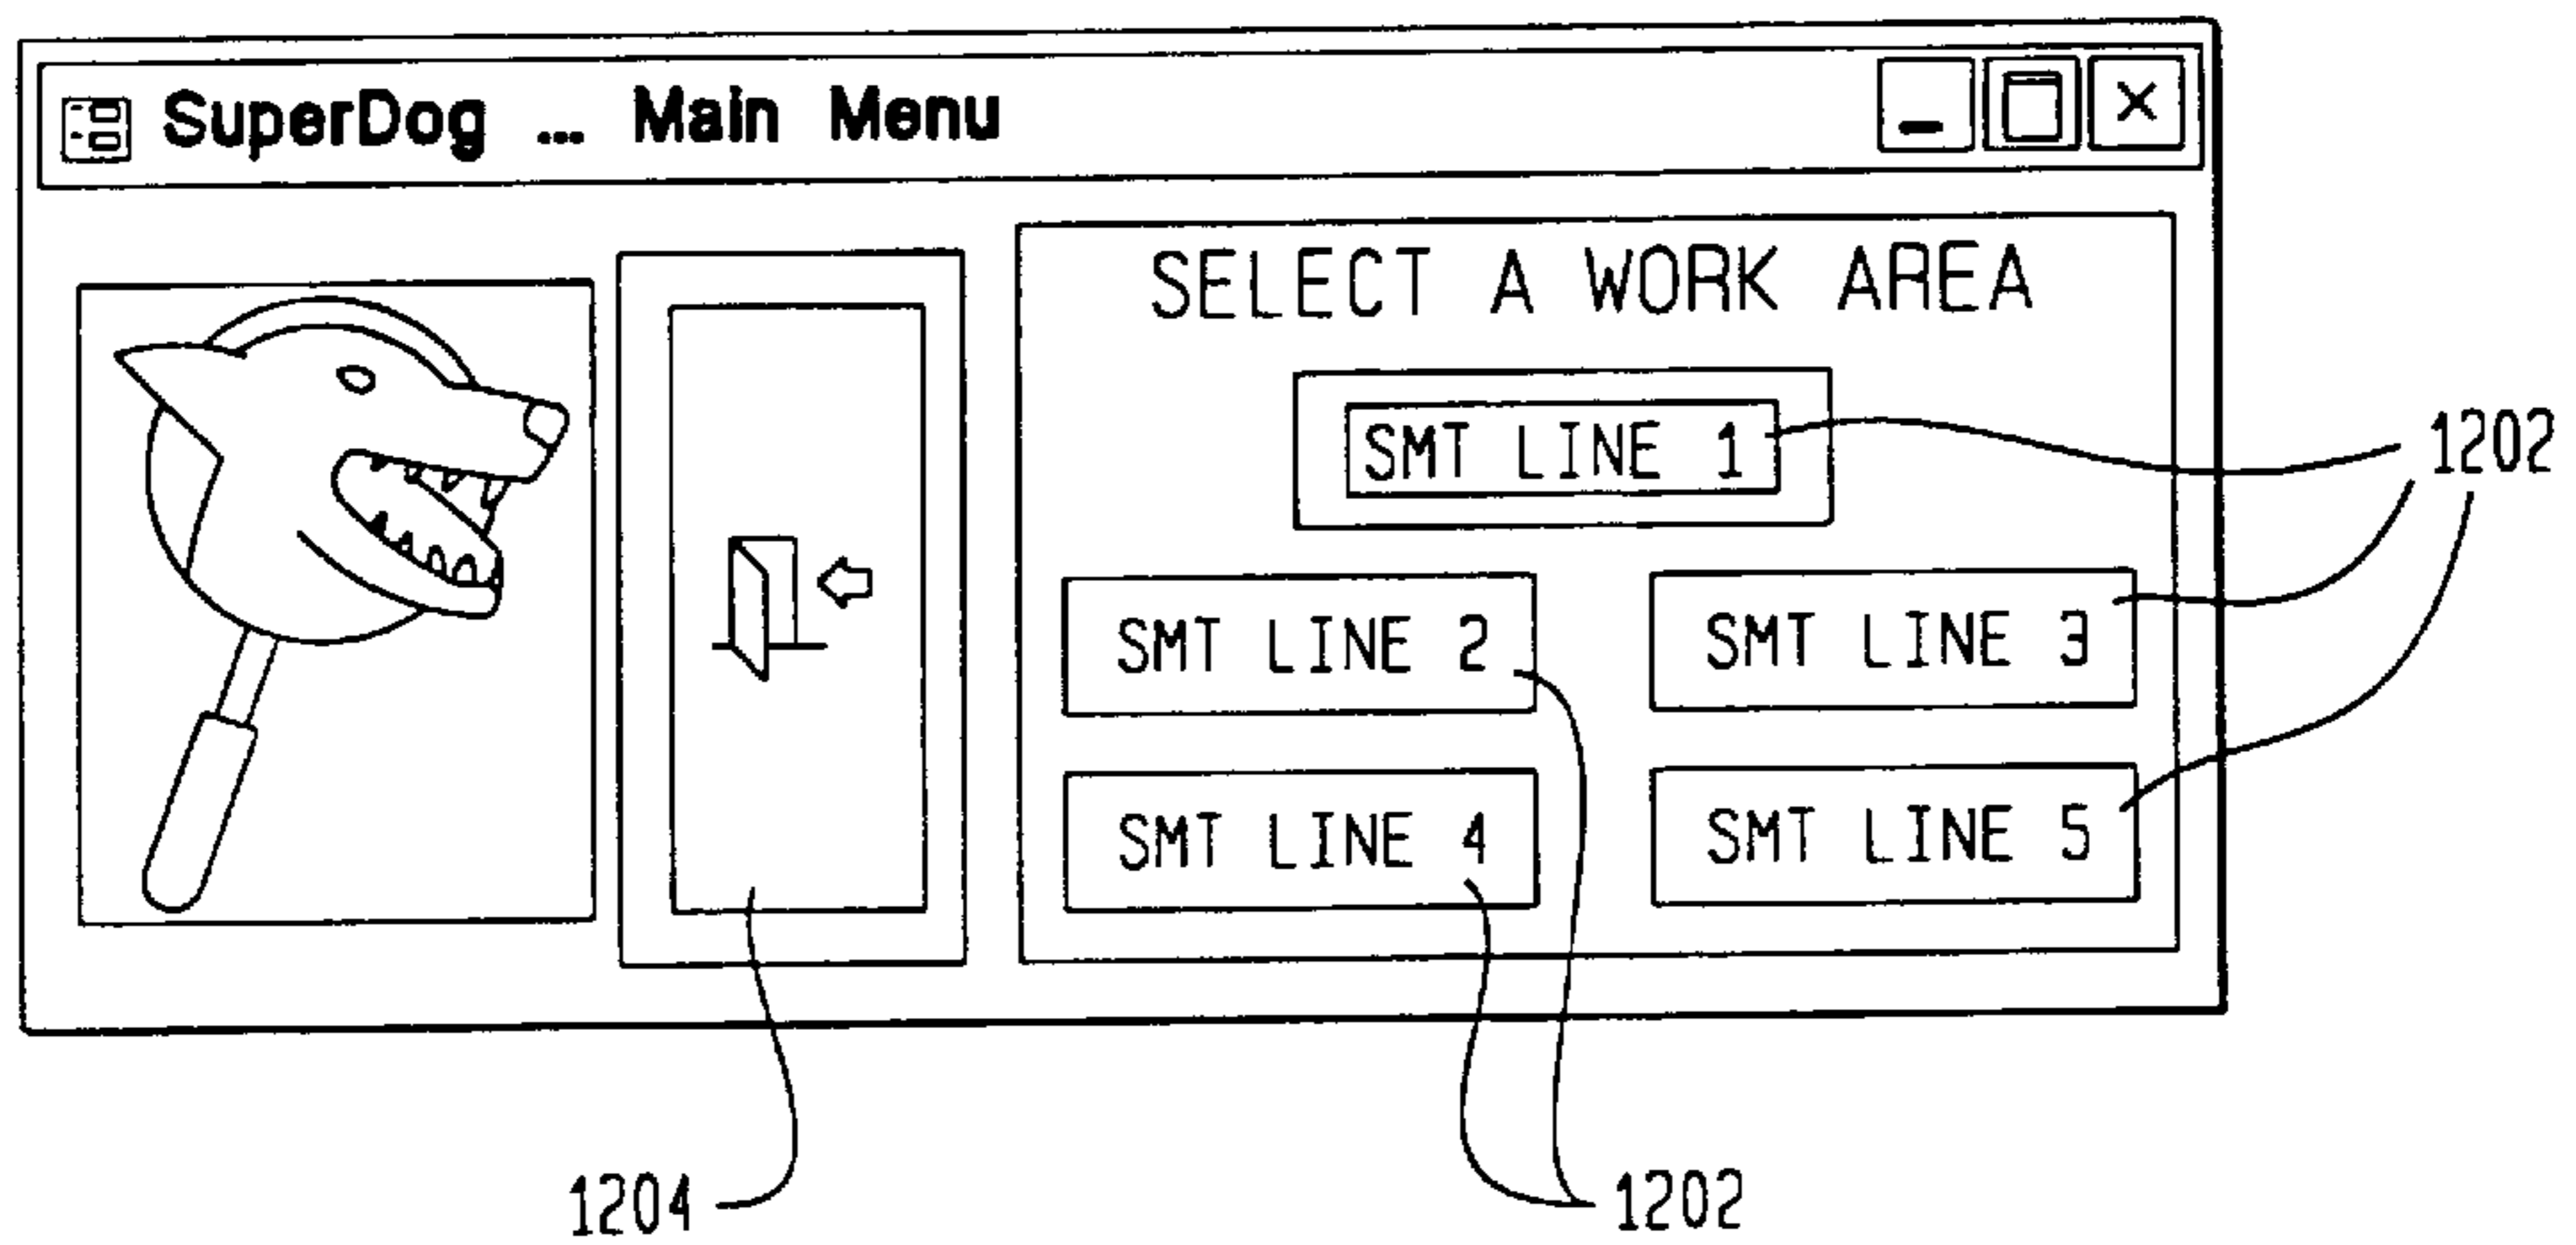 SuperDog ... Main Menu
SELECT A WORK AREA
SMT LINE 1
1202
SMT LINE 2
SMT LINE 3
SMT LINE 4
SMT LINE 5
1204
1202